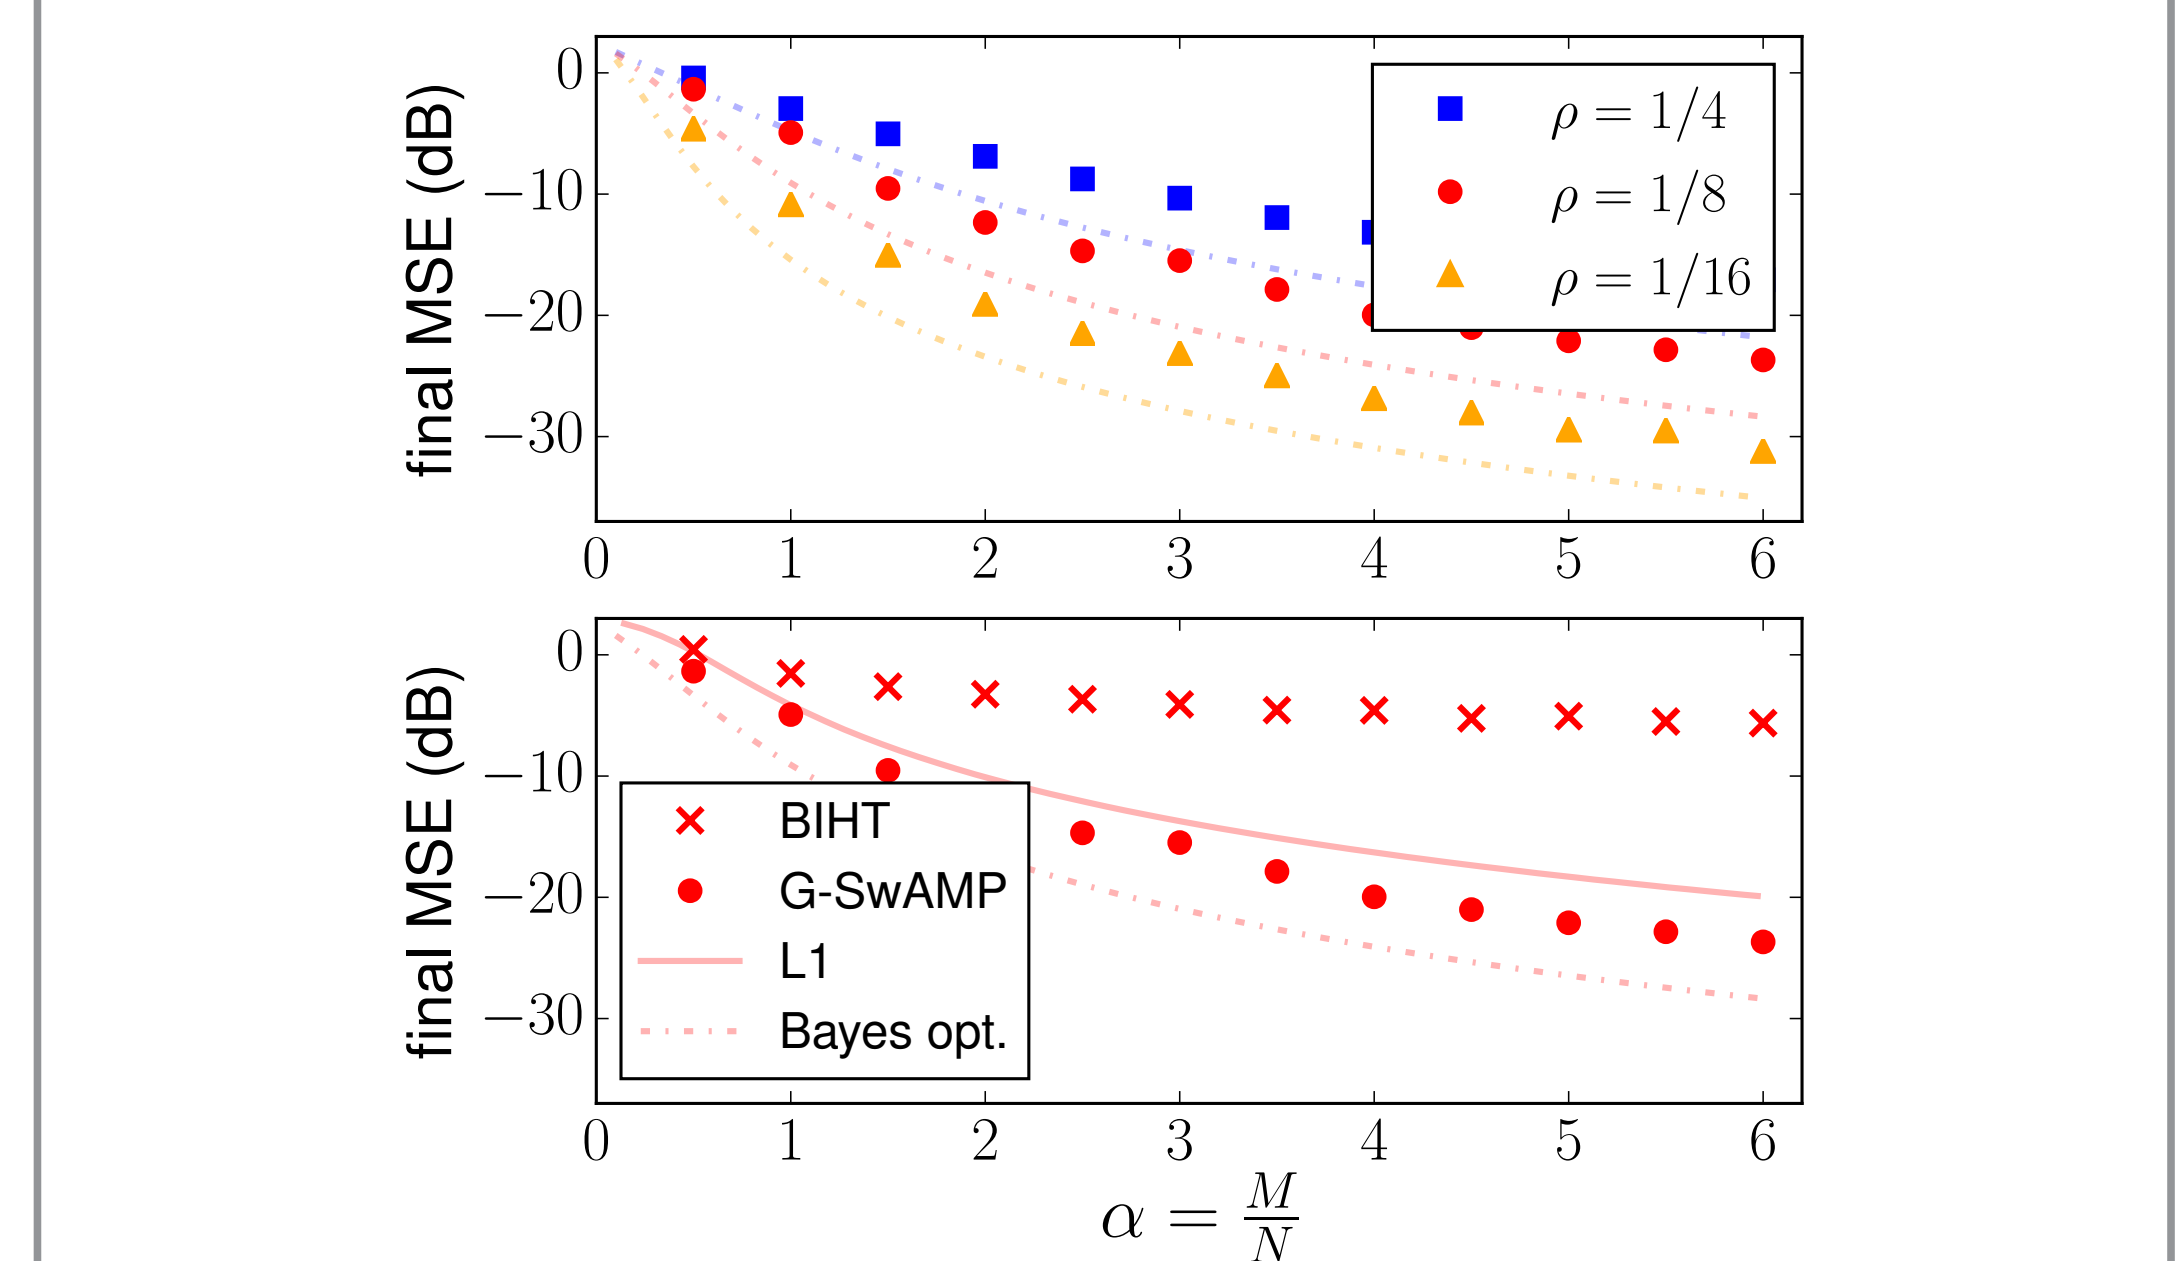 final MSE (dB)
0
−10
−20
−30
ρ = 1/4
ρ = 1/8
ρ = 1/16
0 1 2 3 4 5 6
final MSE (dB)
0
−10
−20
−30
BIHT
G-SwAMP
L1
Bayes opt.
0 1 2 3 4 5 6
α = M/N